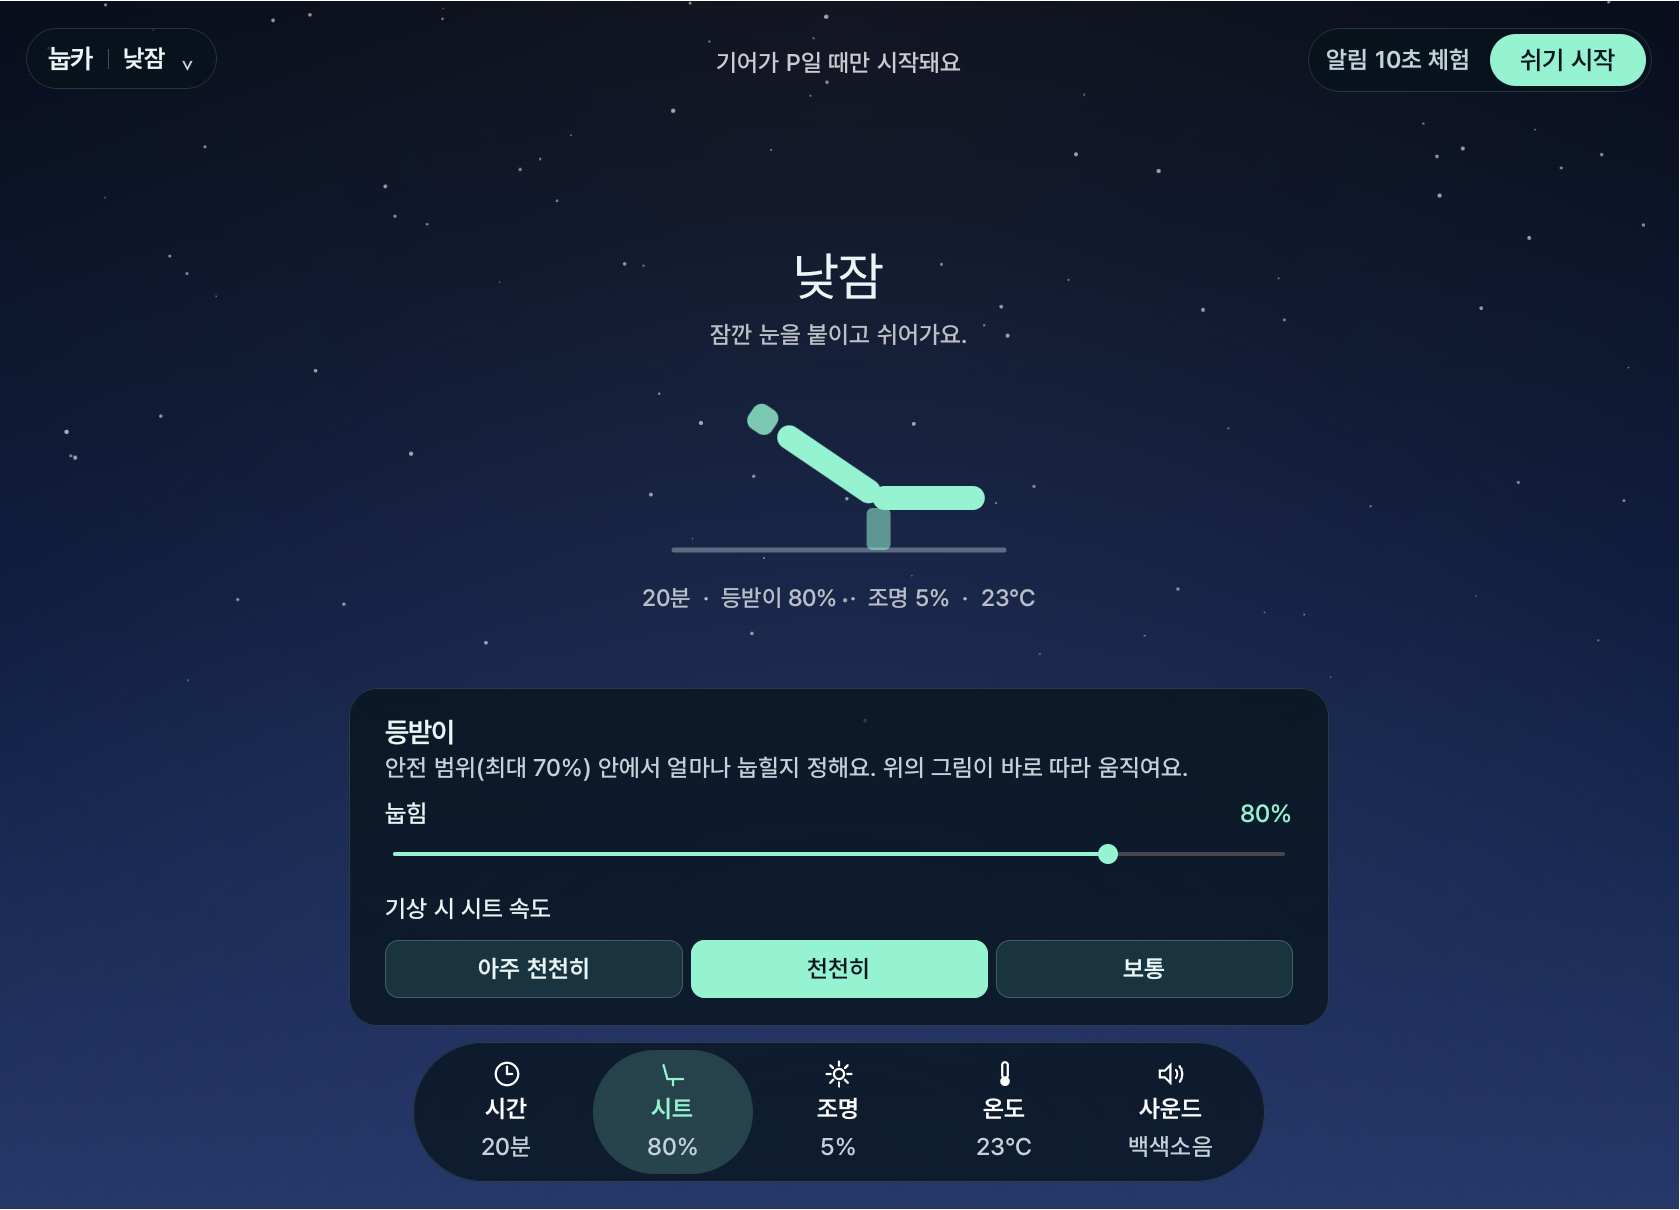 눕카 낮잠
기어가 P일 때만 시작돼요
알림 10초 체험
쉬기 시작
낮잠
잠깐 눈을 붙이고 쉬어가요.
20분 · 등받이 80% · 조명 5% · 23°C
등받이
안전 범위(최대 70%) 안에서 얼마나 눕힐지 정해요. 위의 그림이 바로 따라 움직여요.
눕힘 80%
기상 시 시트 속도
아주 천천히 천천히 보통
시간 시트 조명 온도 사운드
20분 80% 5% 23°C 백색소음